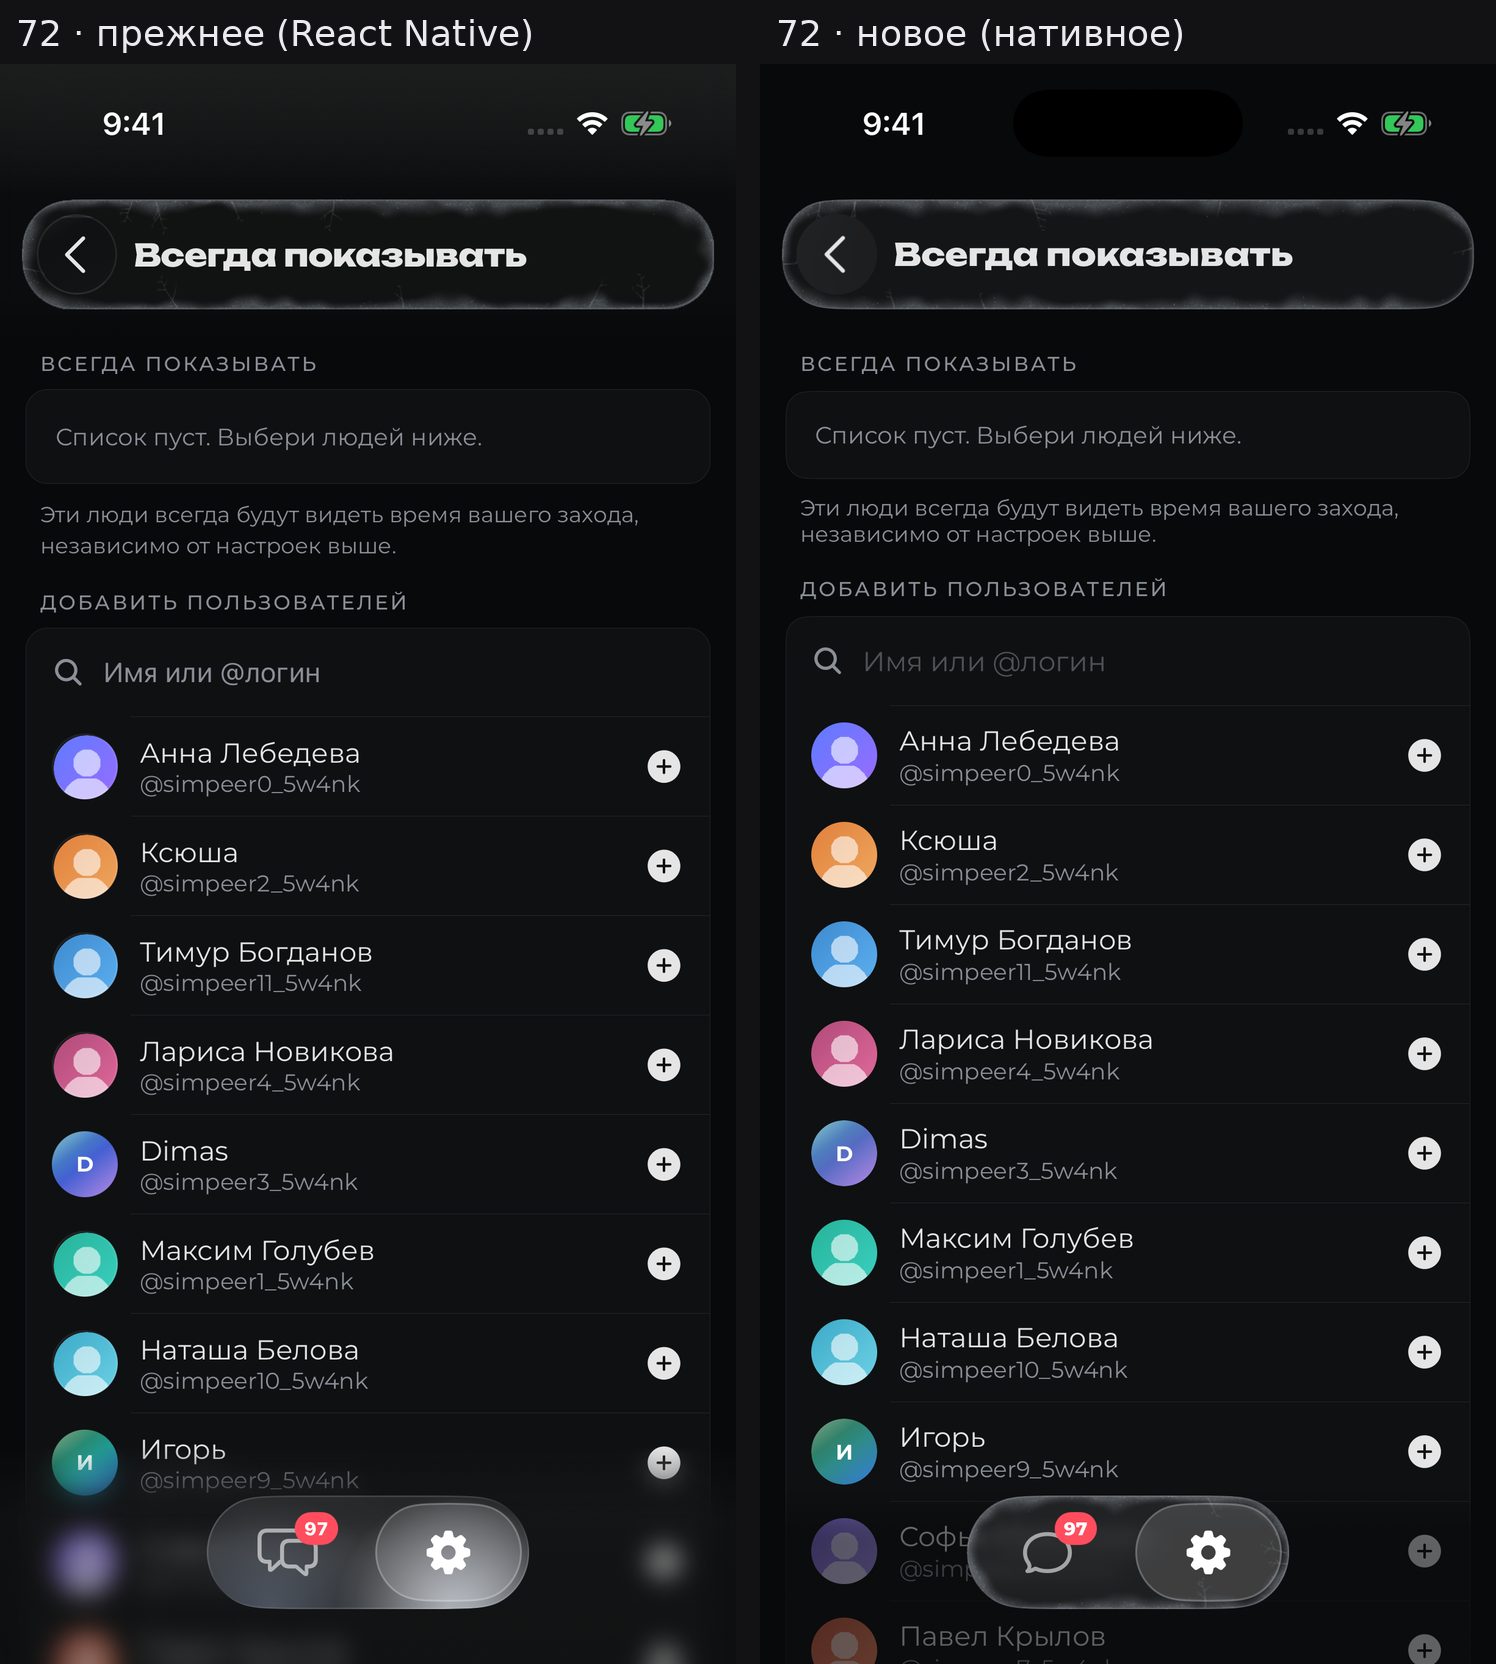 72 · прежнее (React Native)
9:41
Всегда показывать
ВСЕГДА ПОКАЗЫВАТЬ
Список пуст. Выбери людей ниже.
Эти люди всегда будут видеть время вашего захода,
независимо от настроек выше.
ДОБАВИТЬ ПОЛЬЗОВАТЕЛЕЙ
Имя или @логин
Анна Лебедева
@simpeer0_5w4nk
Ксюша
@simpeer2_5w4nk
Тимур Богданов
@simpeer11_5w4nk
Лариса Новикова
@simpeer4_5w4nk
D
Dimas
@simpeer3_5w4nk
Максим Голубев
@simpeer1_5w4nk
Наташа Белова
@simpeer10_5w4nk
И
Игорь
@simpeer9_5w4nk
97
72 · новое (нативное)
9:41
Всегда показывать
ВСЕГДА ПОКАЗЫВАТЬ
Список пуст. Выбери людей ниже.
Эти люди всегда будут видеть время вашего захода,
независимо от настроек выше.
ДОБАВИТЬ ПОЛЬЗОВАТЕЛЕЙ
Имя или @логин
Анна Лебедева
@simpeer0_5w4nk
Ксюша
@simpeer2_5w4nk
Тимур Богданов
@simpeer11_5w4nk
Лариса Новикова
@simpeer4_5w4nk
D
Dimas
@simpeer3_5w4nk
Максим Голубев
@simpeer1_5w4nk
Наташа Белова
@simpeer10_5w4nk
И
Игорь
@simpeer9_5w4nk
Софь
@simp
97
Павел Крылов